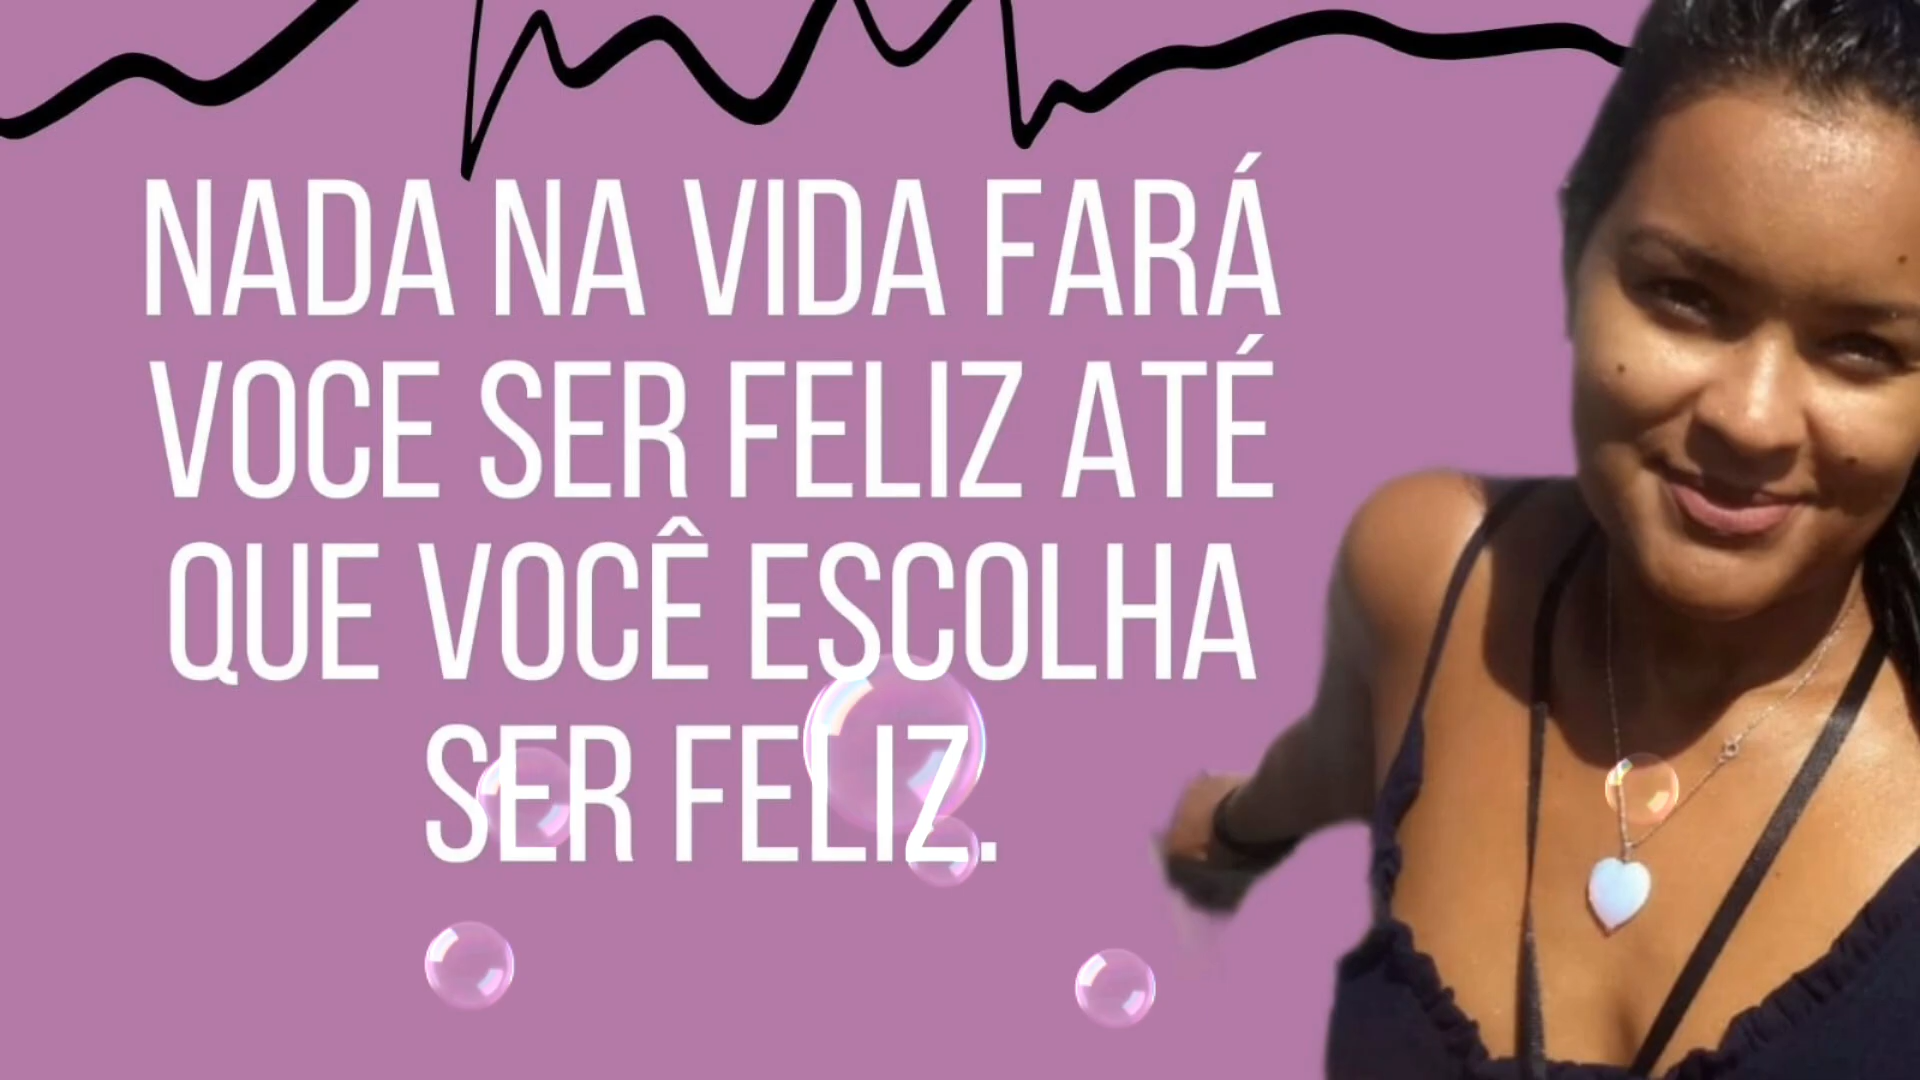 NADA NA VIDA FARÁ
VOCE SER FELIZ ATÉ
QUE VOCÊ ESCOLHA
SER FELIZ.